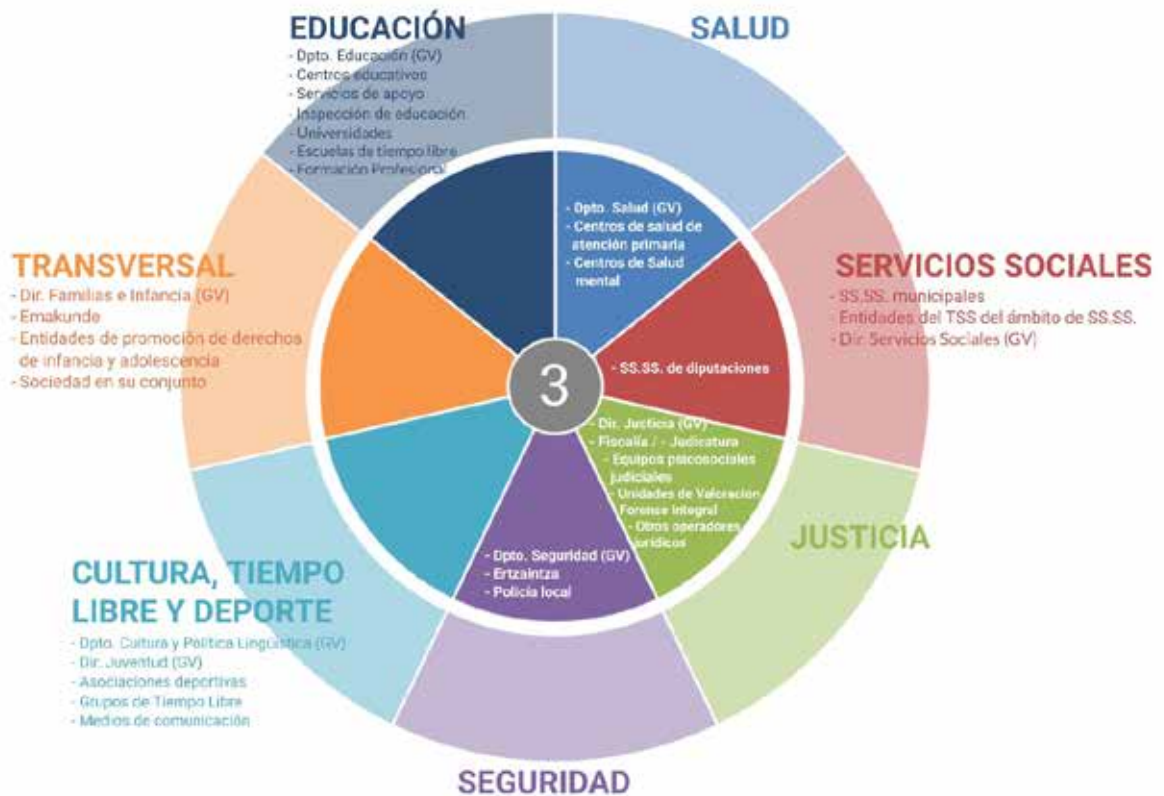 EDUCACIÓN
- Dpto. Educación (GV)
- Centros educativos
- Servicios de apoyo
- Inspección de educación
- Universidades
- Escuelas de tiempo libre
- Formación Profesional
SALUD
- Dpto. Salud (GV)
- Centros de salud de
atención primaria
- Centros de Salud
mental
TRANSVERSAL
- Dir. Familias e Infancia (GV)
- Emakunde
- Entidades de promoción de derechos
de infancia y adolescencia
- Sociedad en su conjunto
SERVICIOS SOCIALES
- SS.SS. municipales
- Entidades del TSS del ámbito de SS.SS.
- Dir. Servicios Sociales (GV)
- SS.SS. de diputaciones
3
- Dir. Justicia (GV)
- Fiscalía / - Judicatura
- Equipos psicosociales
judiciales
- Unidades de Valoración
Forense Integral
- Otros operadores
jurídicos
JUSTICIA
- Dpto. Seguridad (GV)
- Ertzaintza
- Policía local
CULTURA, TIEMPO
LIBRE Y DEPORTE
- Dpto. Cultura y Política Lingüística (GV)
- Dir. Juventud (GV)
- Asociaciones deportivas
- Grupos de Tiempo Libre
- Medios de comunicación
SEGURIDAD